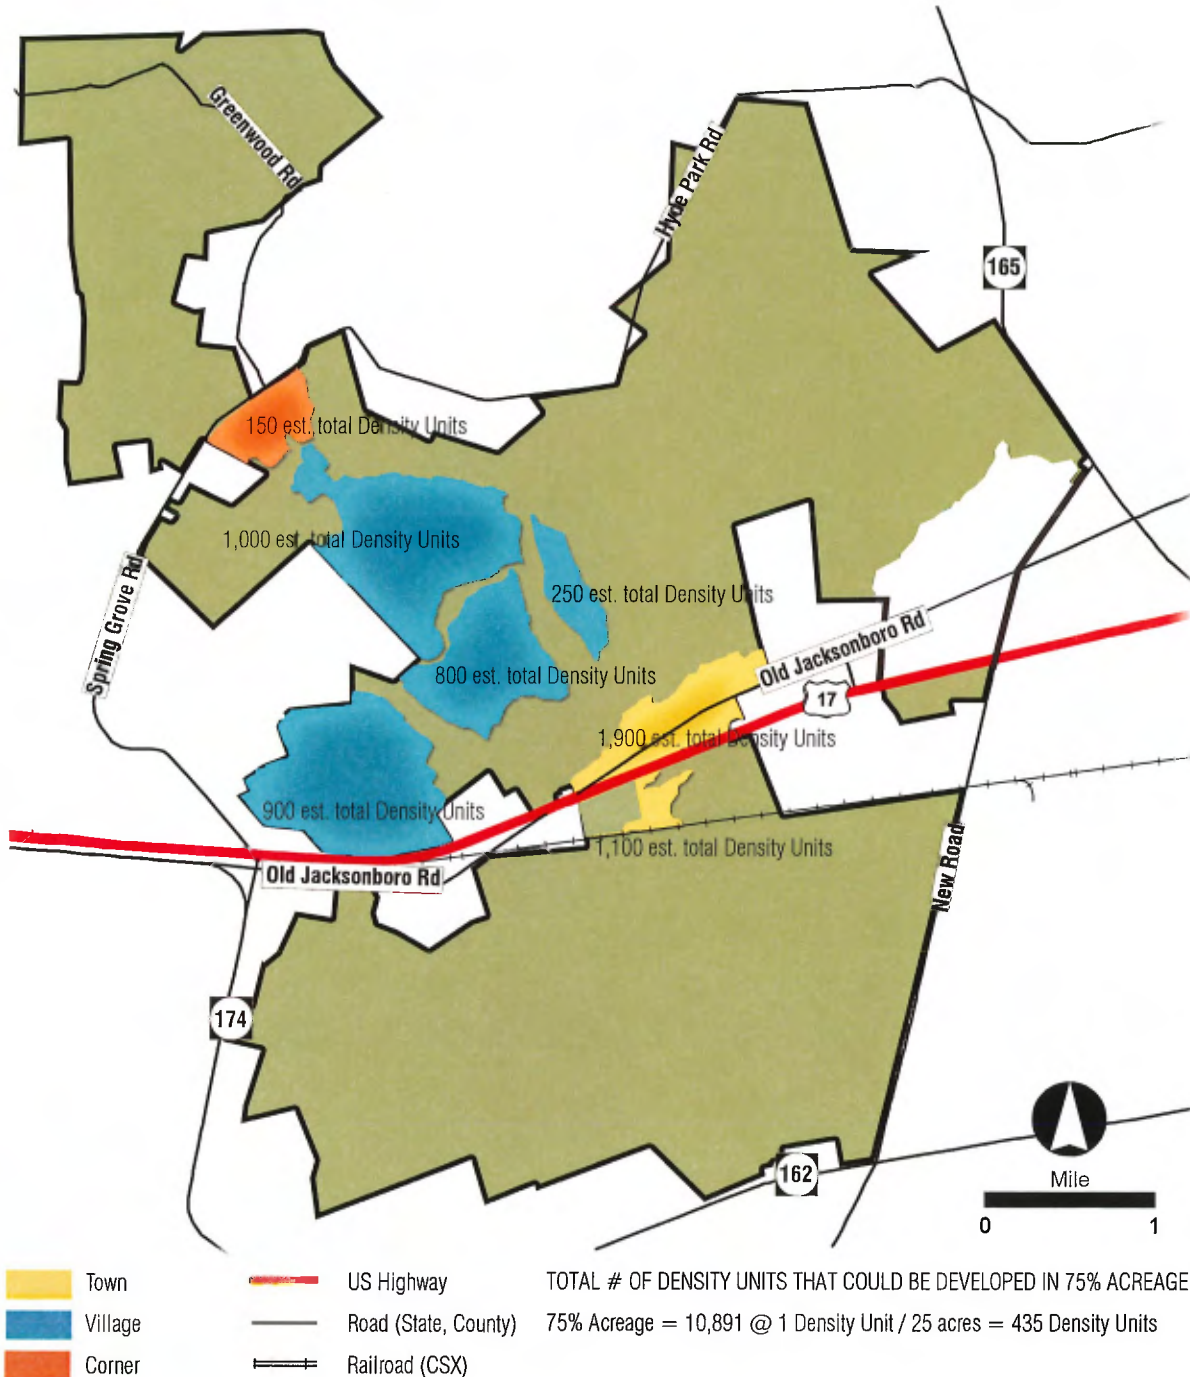 Greenwood Rd
Hyde Park Rd
165
150 est. total Density Units
1,000 est. total Density Units
Spring Grove Rd
250 est. total Density Units
Old Jacksonboro Rd
800 est. total Density Units
17
1,900 est. total Density Units
900 est. total Density Units
1,100 est. total Density Units
Old Jacksonboro Rd
New Road
174
162
Mile
0 1
Town
US Highway
TOTAL # OF DENSITY UNITS THAT COULD BE DEVELOPED IN 75% ACREAGE
Village
Road (State, County)
75% Acreage = 10,891 @ 1 Density Unit / 25 acres = 435 Density Units
Corner
Railroad (CSX)